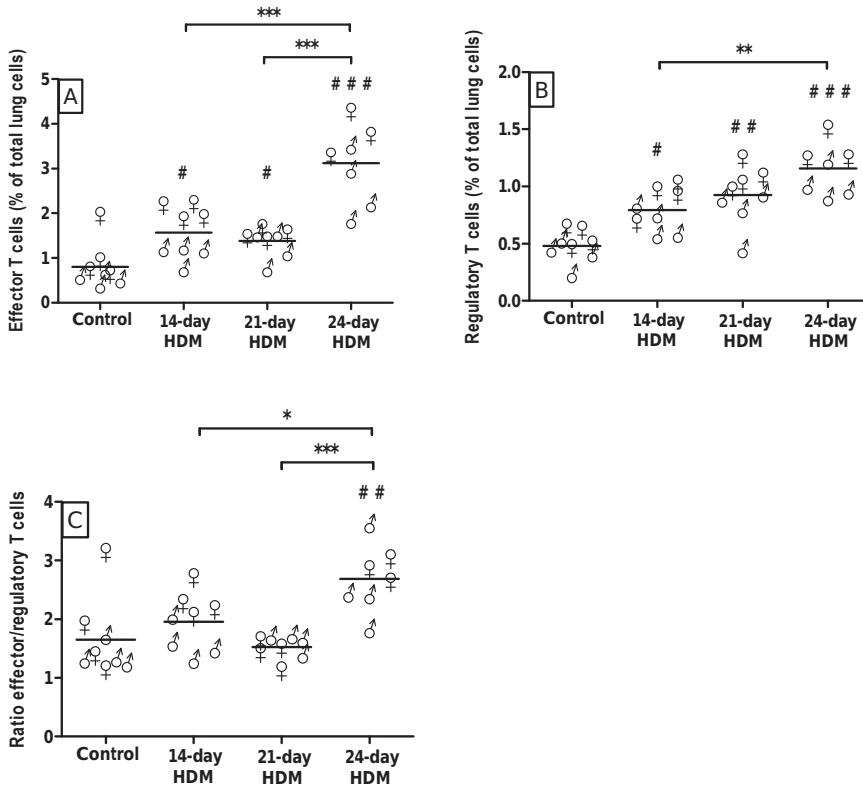 ***
***
Effector T cells (% of total lung cells)
5
4
3
2
1
0
A
#
#
# # #
Control
14-day
HDM
21-day
HDM
24-day
HDM
**
Regulatory T cells (% of total lung cells)
2.0
1.5
1.0
0.5
0.0
B
#
# #
# # #
Control
14-day
HDM
21-day
HDM
24-day
HDM
*
***
Ratio effector/regulatory T cells
4
3
2
1
0
C
# #
Control
14-day
HDM
21-day
HDM
24-day
HDM